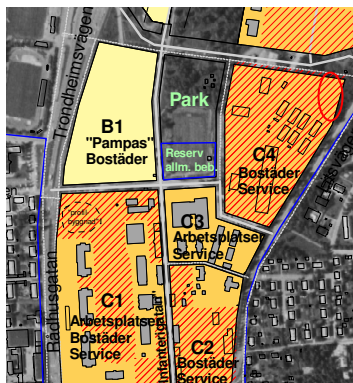 Trondheimsvägen
Park
B1
"Pampas"
Bostäder
Reserv
allm. beb.
C4
Bostäder
Service
C3
Arbetsplatser
Service
Rådhusgatan
C1
Arbetsplatser
Bostäder
Service
Infanterigatan
C2
Bostäder
Service